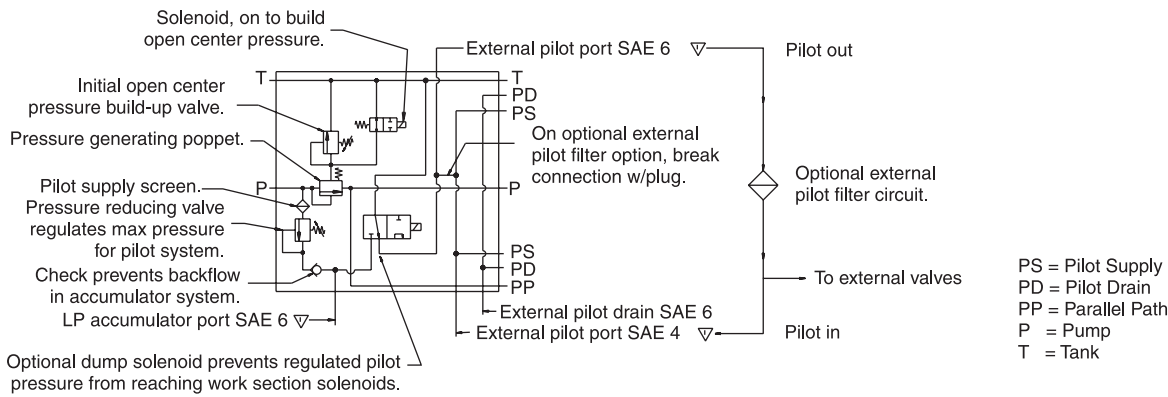 Solenoid, on to build
open center pressure.
External pilot port SAE 6
Pilot out
Initial open center
pressure build-up valve.
T
T
PD
PS
Pressure generating poppet.
On optional external
pilot filter option, break
connection w/plug.
Pilot supply screen.
P
P
Optional external
pilot filter circuit.
Pressure reducing valve
regulates max pressure
for pilot system.
Check prevents backflow
in accumulator system.
PS
PD
PP
To external valves
LP accumulator port SAE 6
External pilot drain SAE 6
External pilot port SAE 4
Pilot in
Optional dump solenoid prevents regulated pilot
pressure from reaching work section solenoids.
PS = Pilot Supply
PD = Pilot Drain
PP = Parallel Path
P = Pump
T = Tank